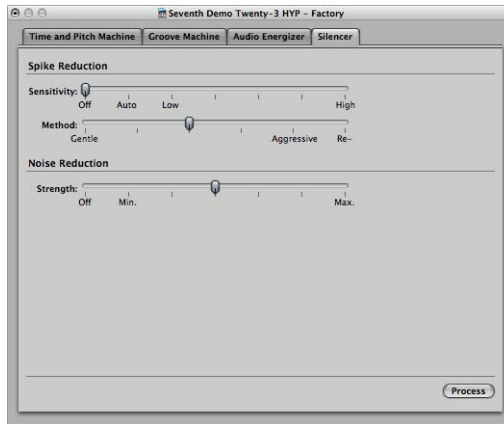 Seventh Demo Twenty-3 HYP - Factory
Time and Pitch Machine Groove Machine Audio Energizer Silencer
Spike Reduction
Sensitivity:
Off Auto Low High
Method:
Gentle Aggressive Re-
Noise Reduction
Strength:
Off Min. Max.
Process